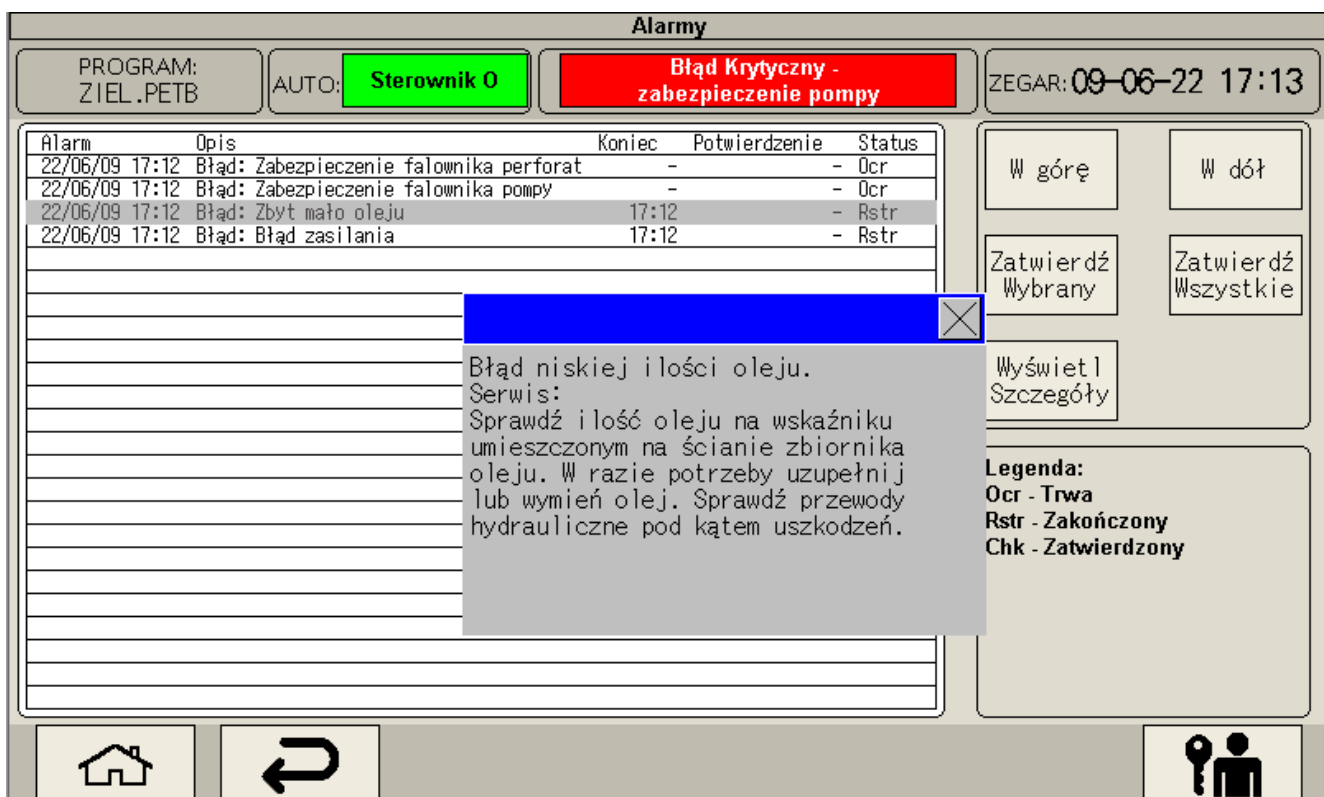 Alarmy
PROGRAM:
ZIEL.PETB
AUTO: Sterownik O
Błąd Krytyczny -
zabezpieczenie pompy
ZEGAR: 09-06-22 17:13
Alarm Opis Koniec Potwierdzenie Status
22/06/09 17:12 Błąd: Zabezpieczenie falownika perforat - - Ocr
22/06/09 17:12 Błąd: Zabezpieczenie falownika pompy - - Ocr
22/06/09 17:12 Błąd: Zbyt mało oleju 17:12 - Rstr
22/06/09 17:12 Błąd: Błąd zasilania 17:12 - Rstr
Błąd niskiej ilości oleju.
Serwis:
Sprawdź ilość oleju na wskaźniku
umieszczonym na ścianie zbiornika
oleju. W razie potrzeby uzupełnij
lub wymień olej. Sprawdź przewody
hydrauliczne pod kątem uszkodzeń.
W górę
W dół
Zatwierdź
Wybrany
Zatwierdź
Wszystkie
Wyświetl
Szczegóły
Legenda:
Ocr - Trwa
Rstr - Zakończony
Chk - Zatwierdzony